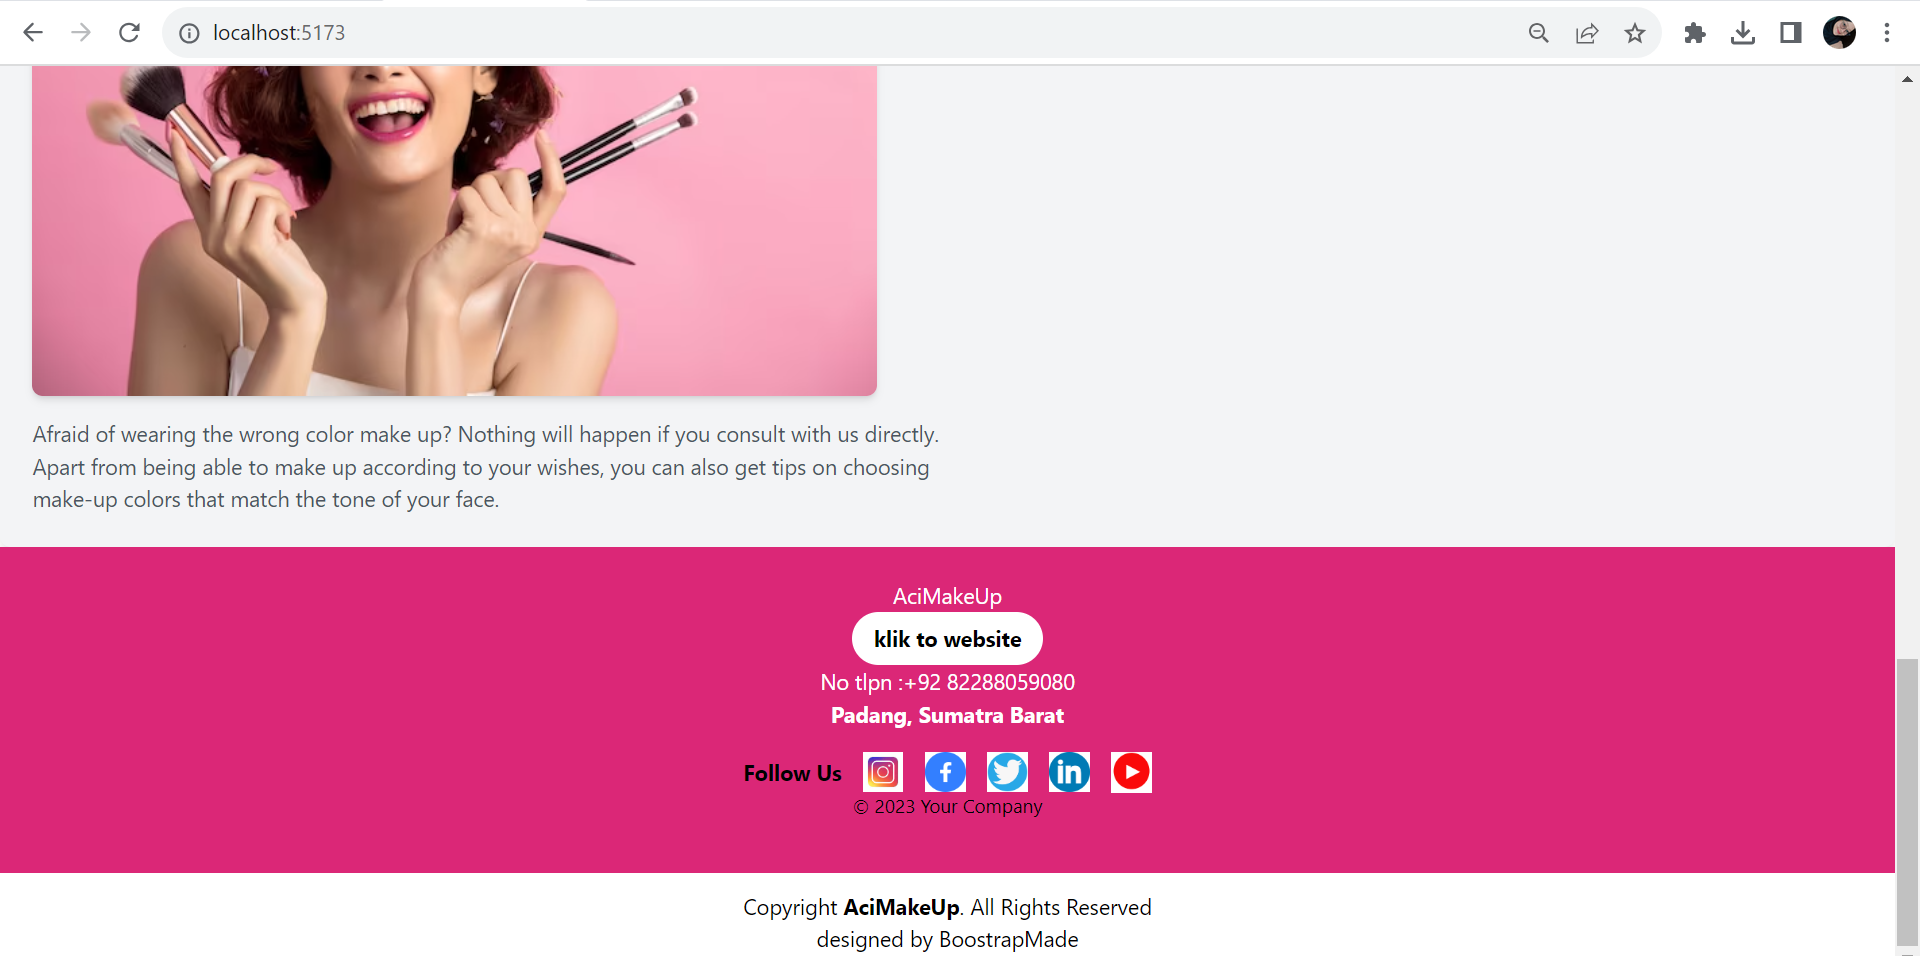 localhost:5173
Afraid of wearing the wrong color make up? Nothing will happen if you consult with us directly.
Apart from being able to make up according to your wishes, you can also get tips on choosing
make-up colors that match the tone of your face.
AciMakeUp
klik to website
No tlpn :+92 82288059080
Padang, Sumatra Barat
Follow Us
© 2023 Your Company
Copyright AciMakeUp. All Rights Reserved
designed by BoostrapMade